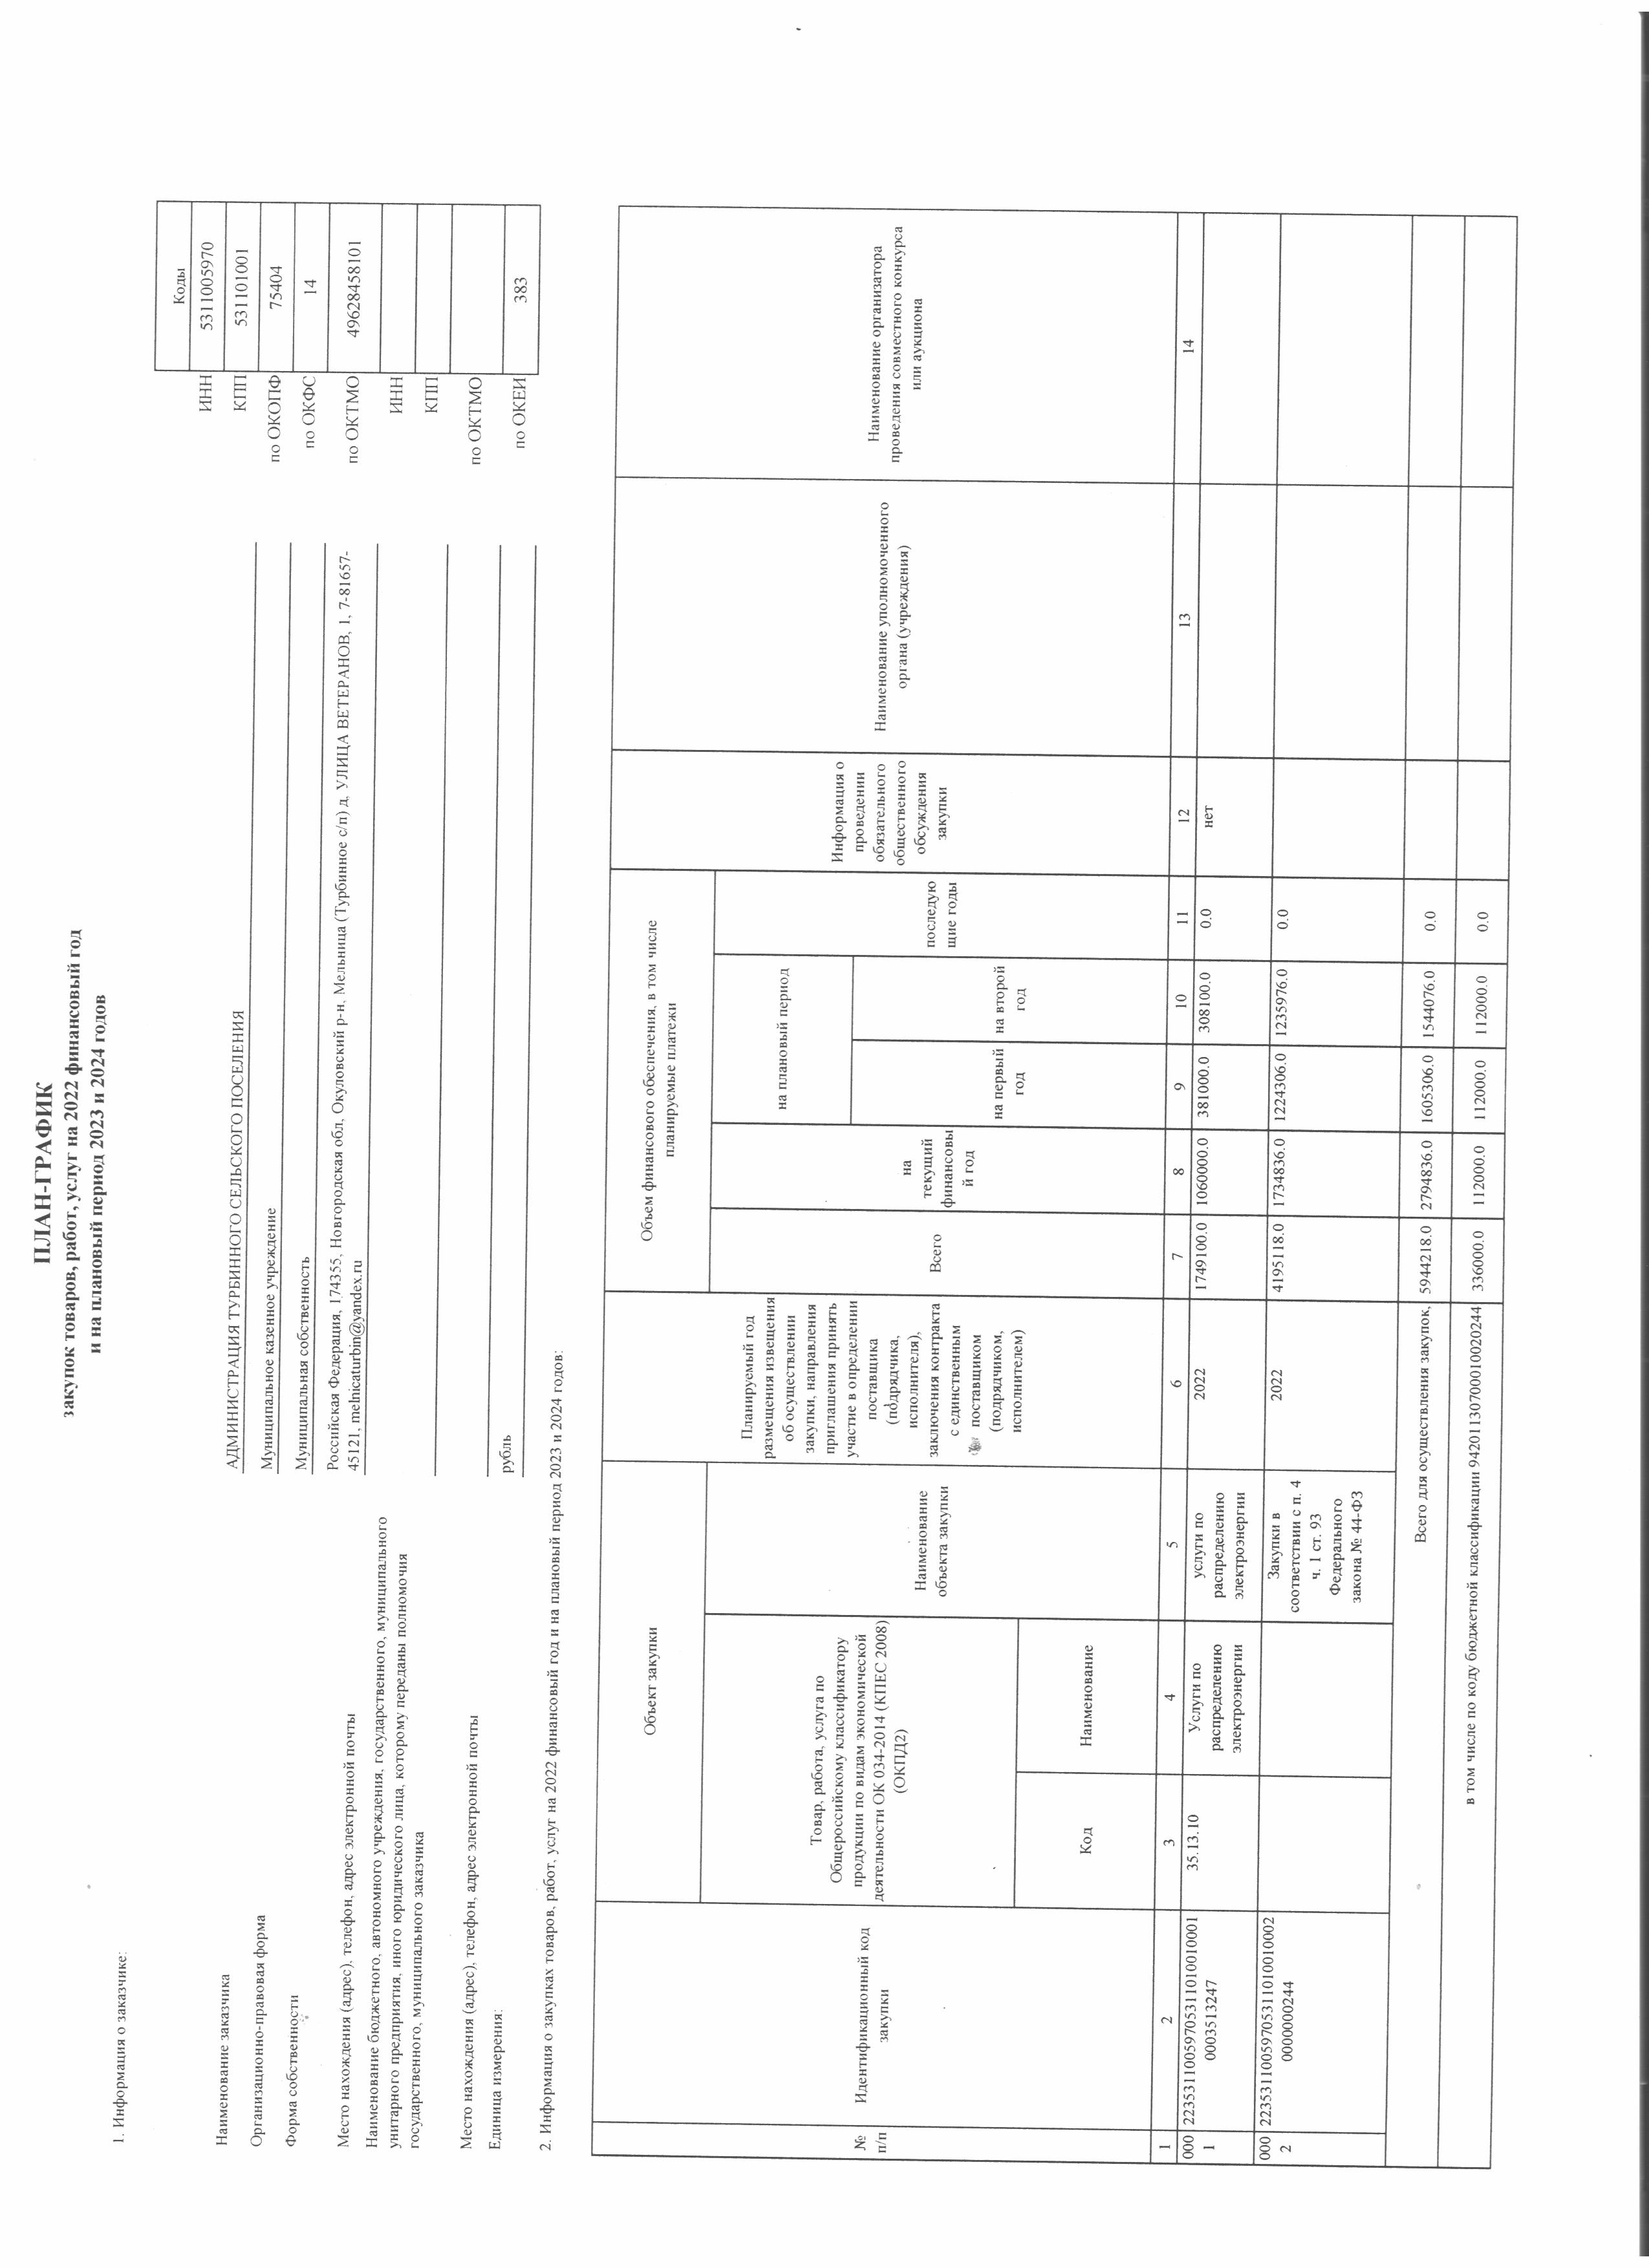 ПЛАН-ГРАФИК
закупок товаров, работ, услуг на 2022 финансовый год
и на плановый период 2023 и 2024 годов
1. Информация о заказчике:
Коды
Наименование заказчика
АДМИНИСТРАЦИЯ ТУРБИННОГО СЕЛЬСКОГО ПОСЕЛЕНИЯ
ИНН 5311005970
КПП 531101001
Организационно-правовая форма
Муниципальное казенное учреждение
по ОКОПФ 75404
Форма собственности
Муниципальная собственность
по ОКФС 14
Место нахождения (адрес), телефон, адрес электронной почты
Российская Федерация, 174355, Новгородская обл, Окуловский р-н, Мельница (Турбинное с/п) д, УЛИЦА ВЕТЕРАНОВ, 1, 7-81657-
45121, melnicaturbin@yandex.ru
по ОКТМО 49628458101
Наименование бюджетного, автономного учреждения, государственного, муниципального
унитарного предприятия, иного юридического лица, которому переданы полномочия
государственного, муниципального заказчика
ИНН
КПП
Место нахождения (адрес), телефон, адрес электронной почты
по ОКТМО
Единица измерения:
рубль
по ОКЕИ 383
2. Информация о закупках товаров, работ, услуг на 2022 финансовый год и на плановый период 2023 и 2024 годов:
№
п/п
Идентификационный код
закупки
Объект закупки
Товар, работа, услуга по
Общероссийскому классификатору
продукции по видам экономической
деятельности ОК 034-2014 (КПЕС 2008)
(ОКПД2)
Код
Наименование
Наименование
объекта закупки
Планируемый год
размещения извещения
об осуществлении
закупки, направления
приглашения принять
участие в определении
поставщика
(подрядчика,
исполнителя),
заключения контракта
с единственным
поставщиком
(подрядчиком,
исполнителем)
Объем финансового обеспечения, в том числе
планируемые платежи
Всего
на
текущий
финансовы
й год
на плановый период
на первый
год
на второй
год
последую
щие годы
Информация о
проведении
обязательного
общественного
обсуждения
закупки
Наименование уполномоченного
органа (учреждения)
Наименование организатора
проведения совместного конкурса
или аукциона
1 2 3 4 5 6 7 8 9 10 11 12 13 14
000
1
223531100597053110100100010
0003513247
35.13.10
Услуги по
распределению
электроэнергии
услуги по
распределению
электроэнергии
2022
1749100.0 1060000.0 381000.0 308100.0 0.0 нет
000
2
223531100597053110100100020
0000000244
Закупки в
соответствии с п. 4
ч. 1 ст. 93
Федерального
закона № 44-ФЗ
2022
4195118.0 1734836.0 1224306.0 1235976.0 0.0
Всего для осуществления закупок, 5944218.0 2794836.0 1605306.0 1544076.0 0.0
в том числе по коду бюджетной классификации 94201130700010020244 336000.0 112000.0 112000.0 112000.0 0.0